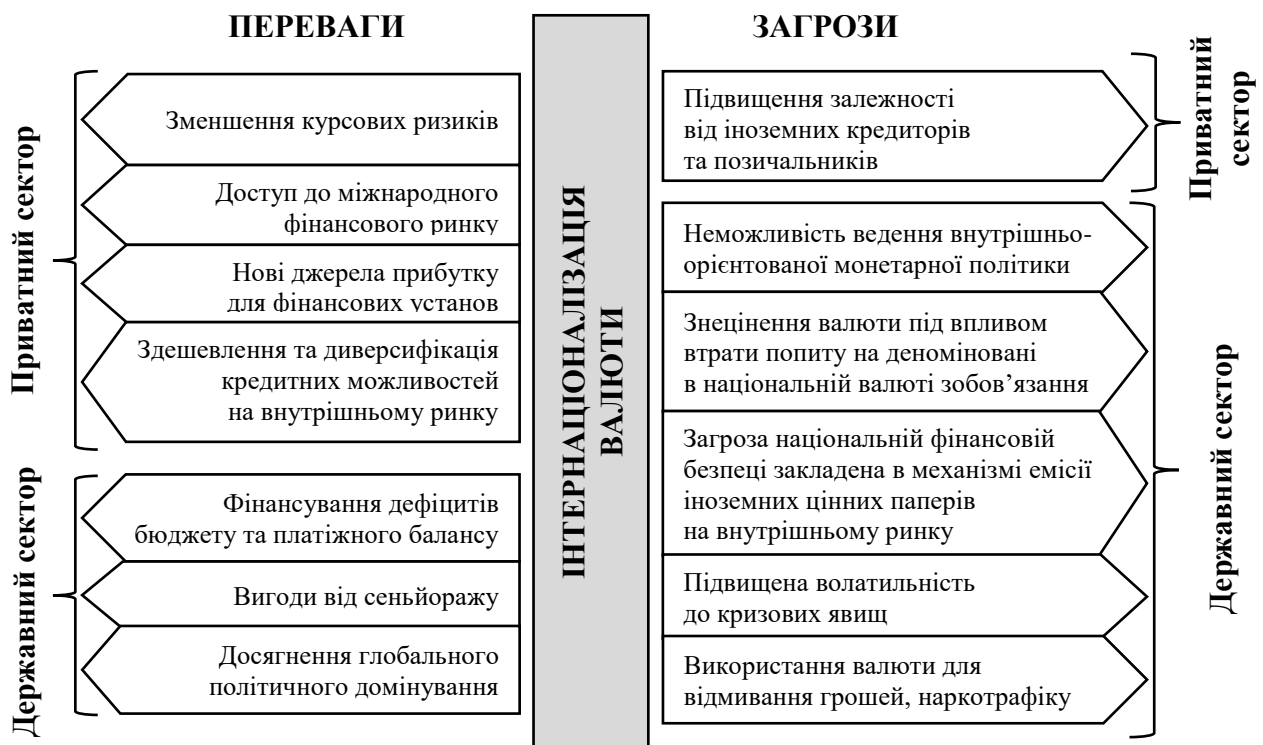 ПЕРЕВАГИ
Приватний сектор
Зменшення курсових ризиків
Доступ до міжнародного
фінансового ринку
Нові джерела прибутку
для фінансових установ
Здешевлення та диверсифікація
кредитних можливостей
на внутрішньому ринку
Державний сектор
Фінансування дефіцитів
бюджету та платіжного балансу
Вигоди від сеньйоражу
Досягнення глобального
політичного домінування
ІНТЕРНАЦІОНАЛІЗАЦІЯ
ВАЛЮТИ
ЗАГРОЗИ
Підвищення залежності
від іноземних кредиторів
та позичальників
Приватний
сектор
Неможливість ведення внутрішньо-
орієнтованої монетарної політики
Знецінення валюти під впливом
втрати попиту на деноміновані
в національній валюті зобов’язання
Загроза національній фінансовій
безпеці закладена в механізмі емісії
іноземних цінних паперів
на внутрішньому ринку
Підвищена волатильність
до кризових явищ
Використання валюти для
відмивання грошей, наркотрафіку
Державний сектор